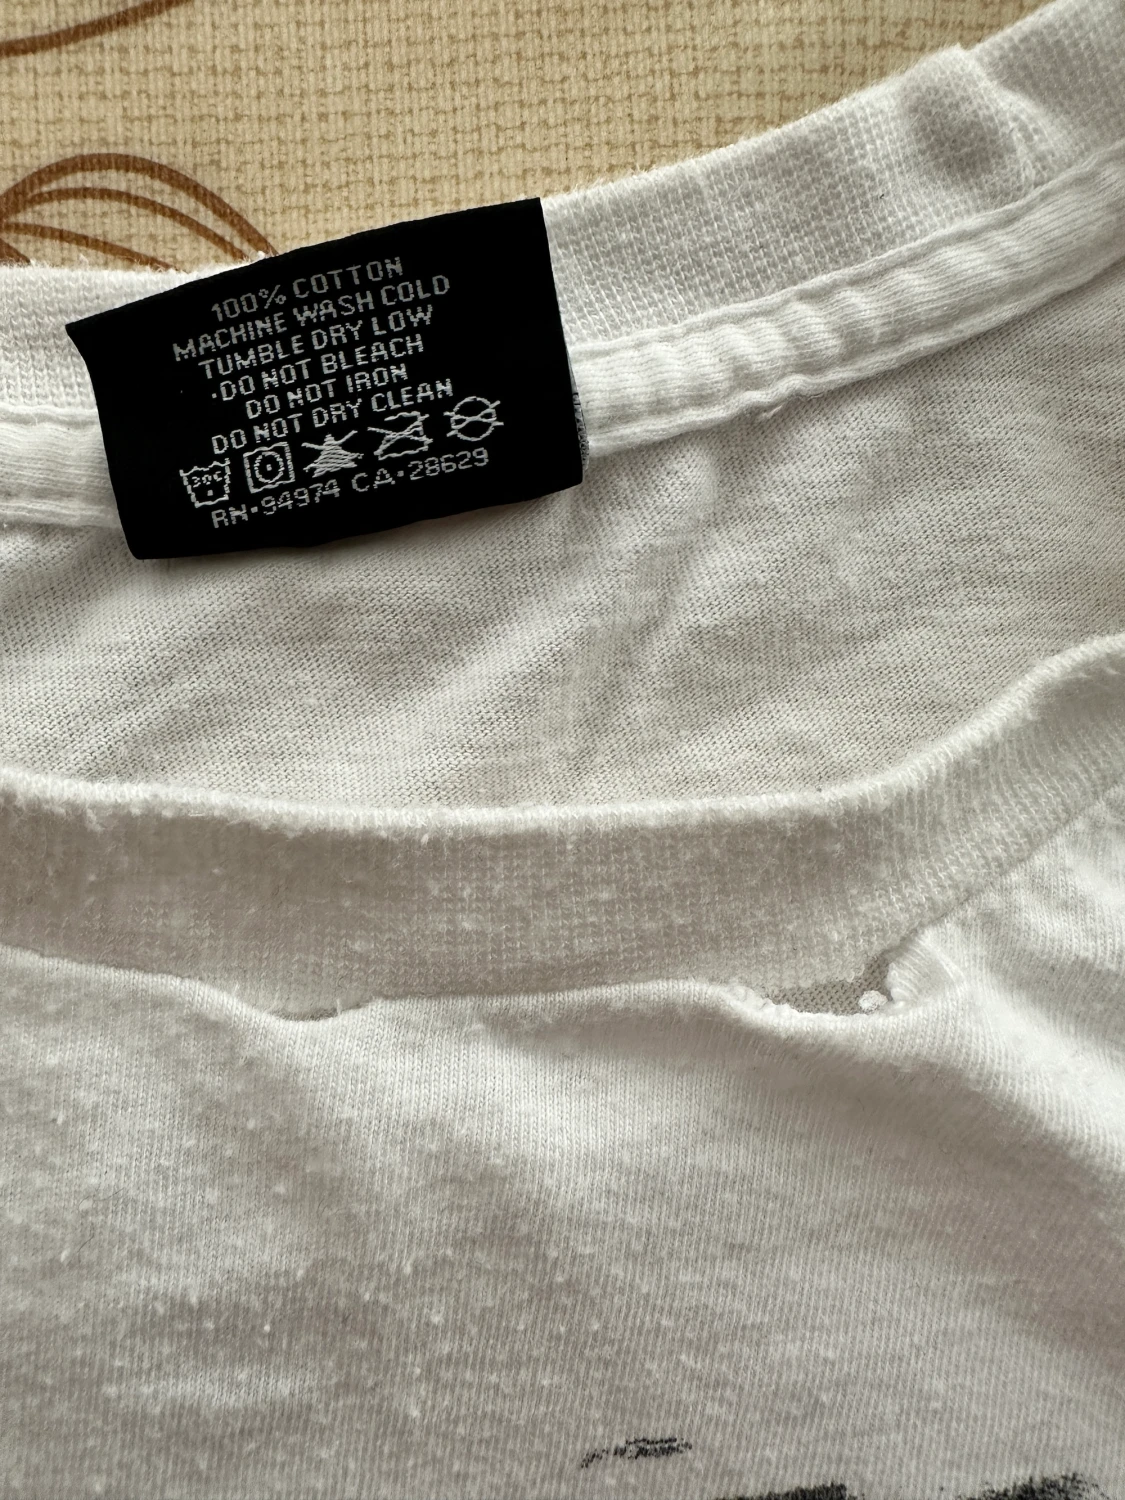 100% COTTON
MACHINE WASH COLD
TUMBLE DRY LOW
DO NOT BLEACH
DO NOT IRON
DO NOT DRY CLEAN
30°C
RN•94974 CA•28629